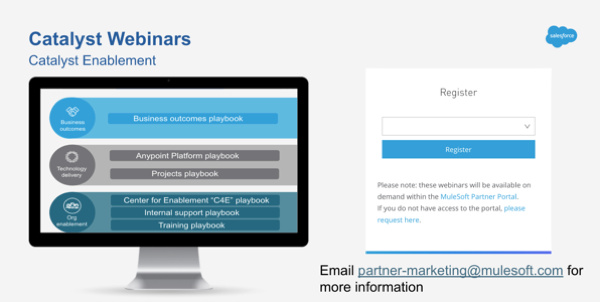 Catalyst Webinars
Catalyst Enablement
salesforce
Business
outcomes
Business outcomes playbook
Technology
delivery
Anypoint Platform playbook
Projects playbook
Org
enablement
Center for Enablement “C4E” playbook
Internal support playbook
Training playbook
Register
Register
Please note: these webinars will be available on
demand within the MuleSoft Partner Portal.
If you do not have access to the portal, please
request here.
Email partner-marketing@mulesoft.com for
more information